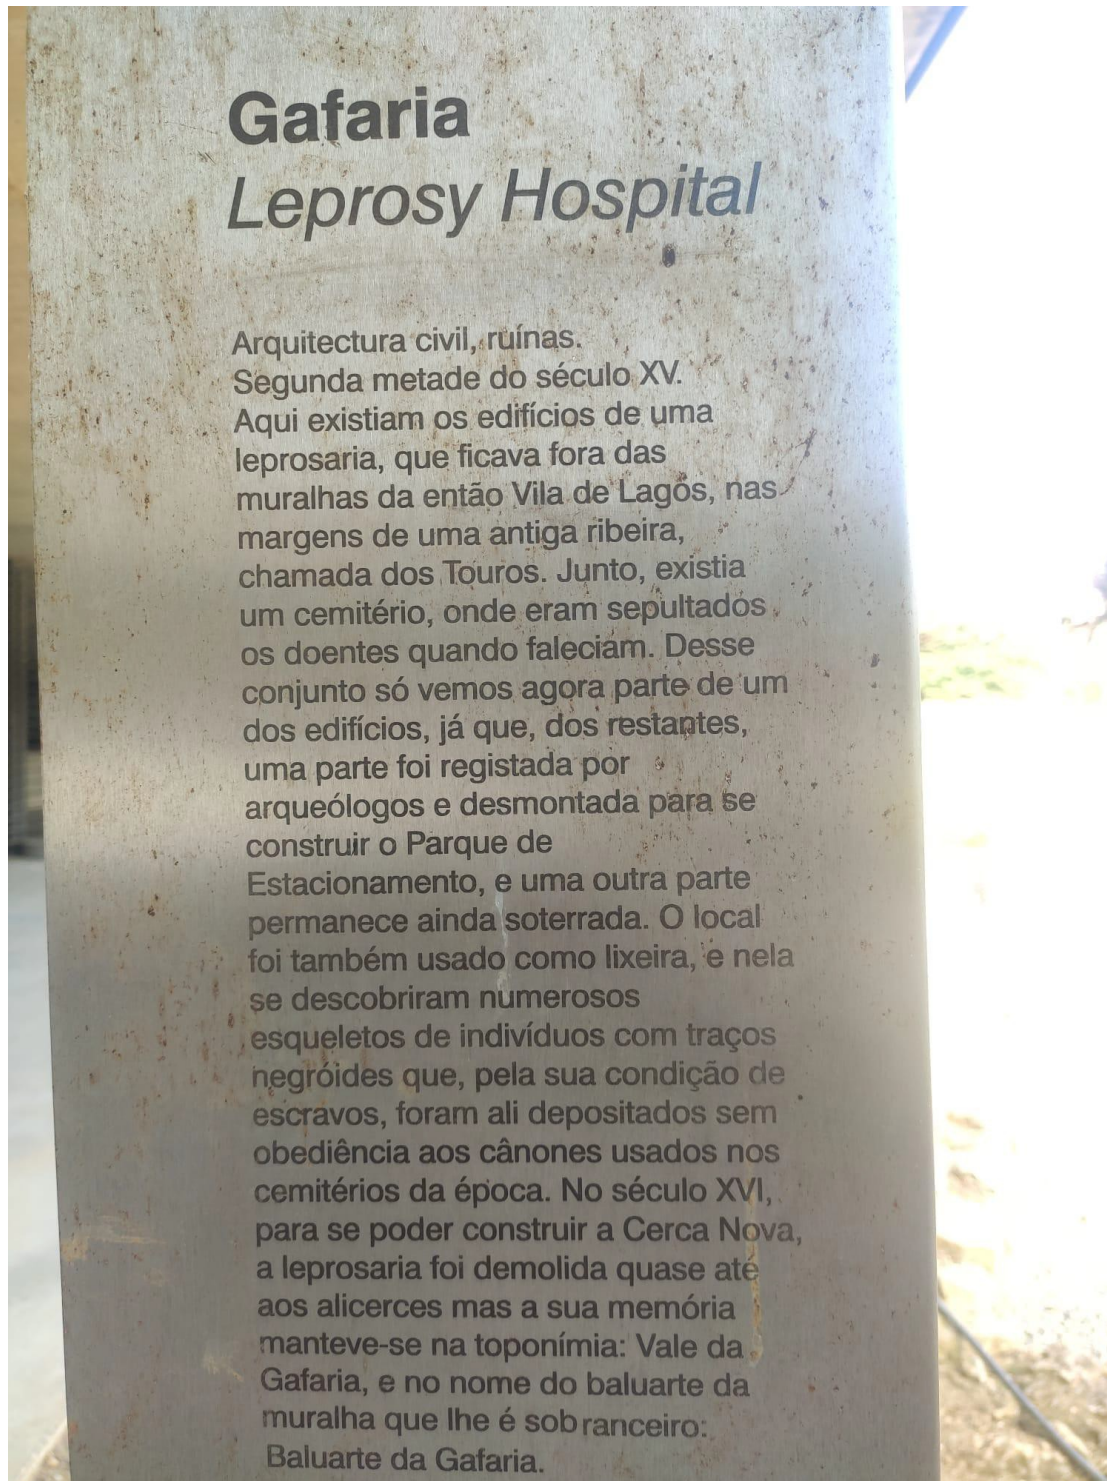 Gafaria
Leprosy Hospital
Arquitectura civil, ruínas.
Segunda metade do século XV.
Aqui existiam os edifícios de uma
leprosaria, que ficava fora das
muralhas da então Vila de Lagos, nas
margens de uma antiga ribeira,
chamada dos Touros. Junto, existia
um cemitério, onde eram sepultados
os doentes quando faleciam. Desse
conjunto só vemos agora parte de um
dos edifícios, já que, dos restantes,
uma parte foi registada por
arqueólogos e desmontada para se
construir o Parque de
Estacionamento, e uma outra parte
permanece ainda soterrada. O local
foi também usado como lixeira, e nela
se descobriram numerosos
esqueletos de indivíduos com traços
negróides que, pela sua condição de
escravos, foram ali depositados sem
obediência aos cânones usados nos
cemitérios da época. No século XVI,
para se poder construir a Cerca Nova,
a leprosaria foi demolida quase até
aos alicerces mas a sua memória
manteve-se na toponímia: Vale da
Gafaria, e no nome do baluarte da
muralha que lhe é sobranceiro:
Baluarte da Gafaria.